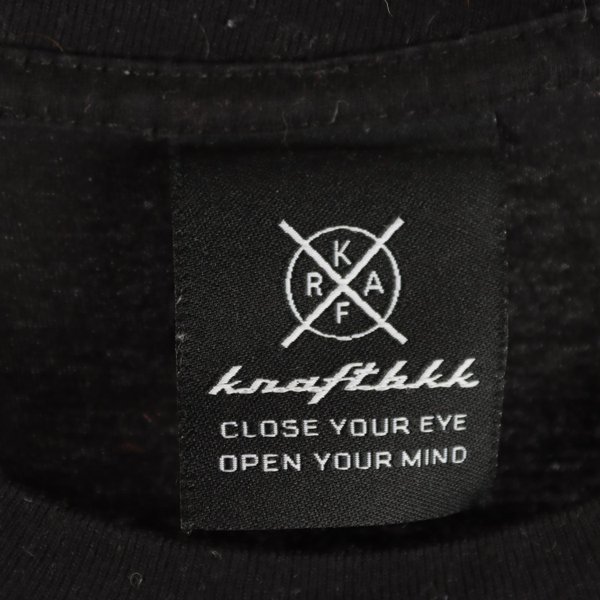 K
R A
F
kraftbkk
CLOSE YOUR EYE
OPEN YOUR MIND